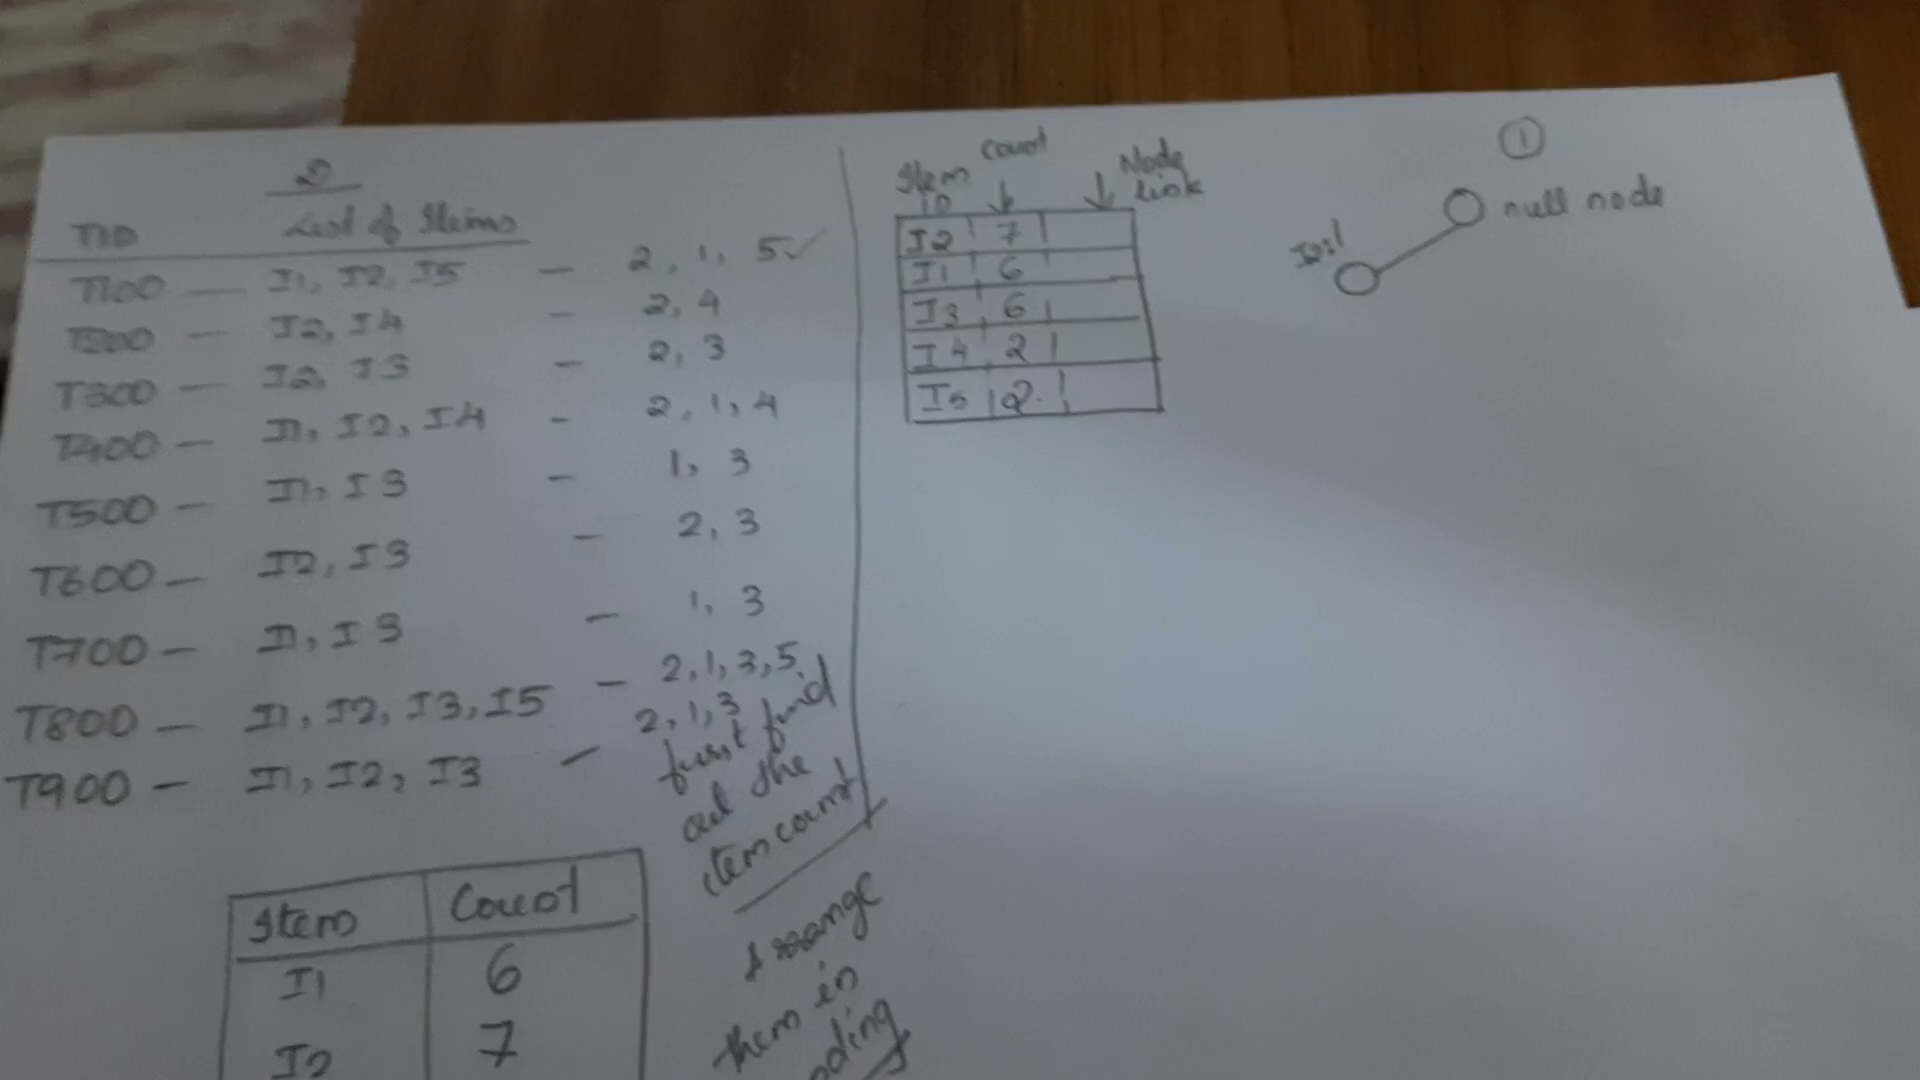 D
TID List of Items
T100 — I1, I2, I5 — 2, 1, 5 ✓
T200 — I2, I4 — 2, 4
T300 — I2, I3 — 2, 3
T400 — I1, I2, I4 — 2, 1, 4
T500 — I1, I3 — 1, 3
T600 — I2, I3 — 2, 3
T700 — I1, I3 — 1, 3
T800 — I1, I2, I3, I5 — 2, 1, 3, 5
T900 — I1, I2, I3 — 2, 1, 3
first find
out the
item count
Arrange
them in
Item Count
I1 6
I2 7
Item ID count Node link
I2 7
I1 6
I3 6
I4 2
I5 2
1
null node
I2:1